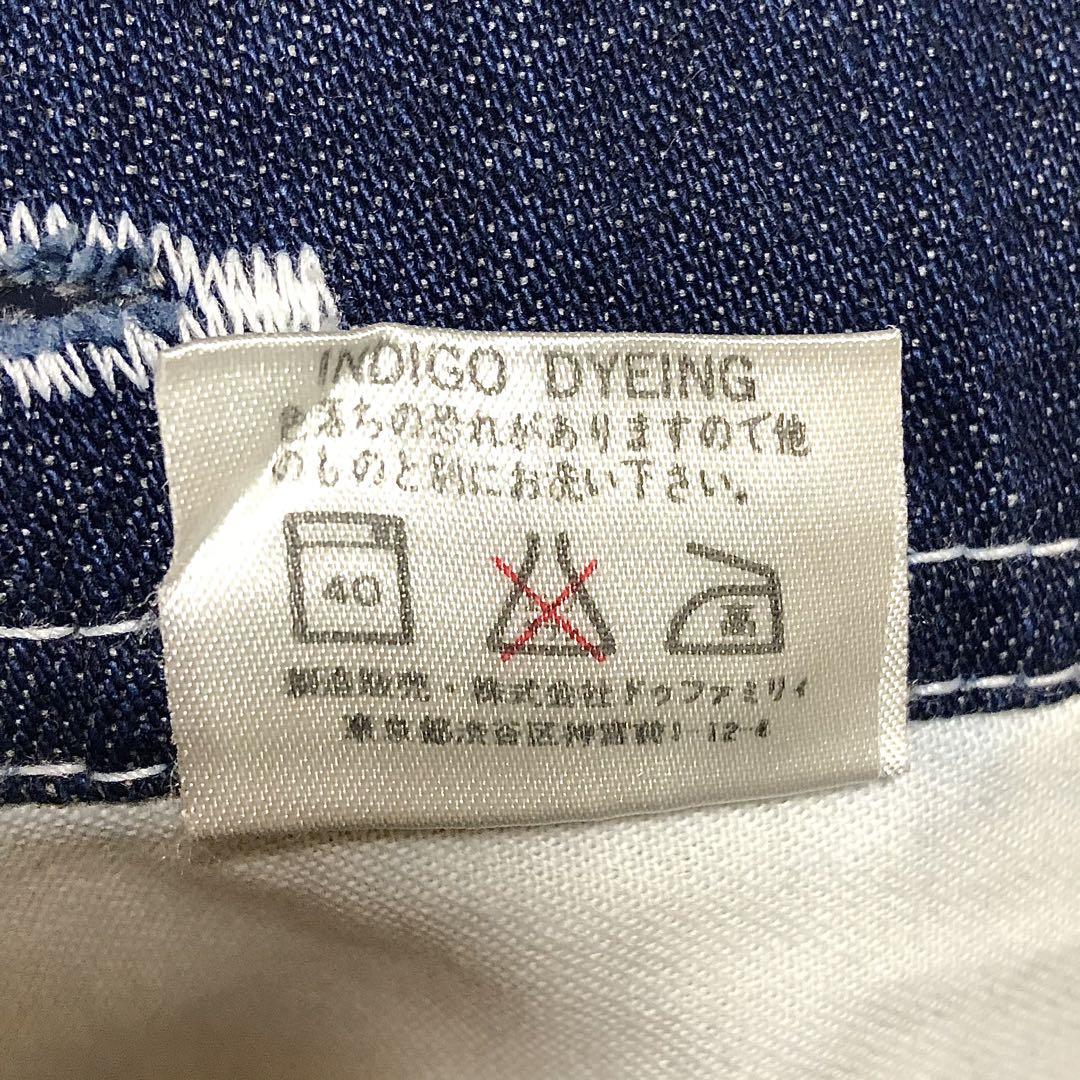 INDIGO DYEING
色落ちの恐れがありますので他
のものと別にお洗い下さい。
40
高
製造販売・株式会社ドゥファミリィ
東京都渋谷区神宮前1-12-4